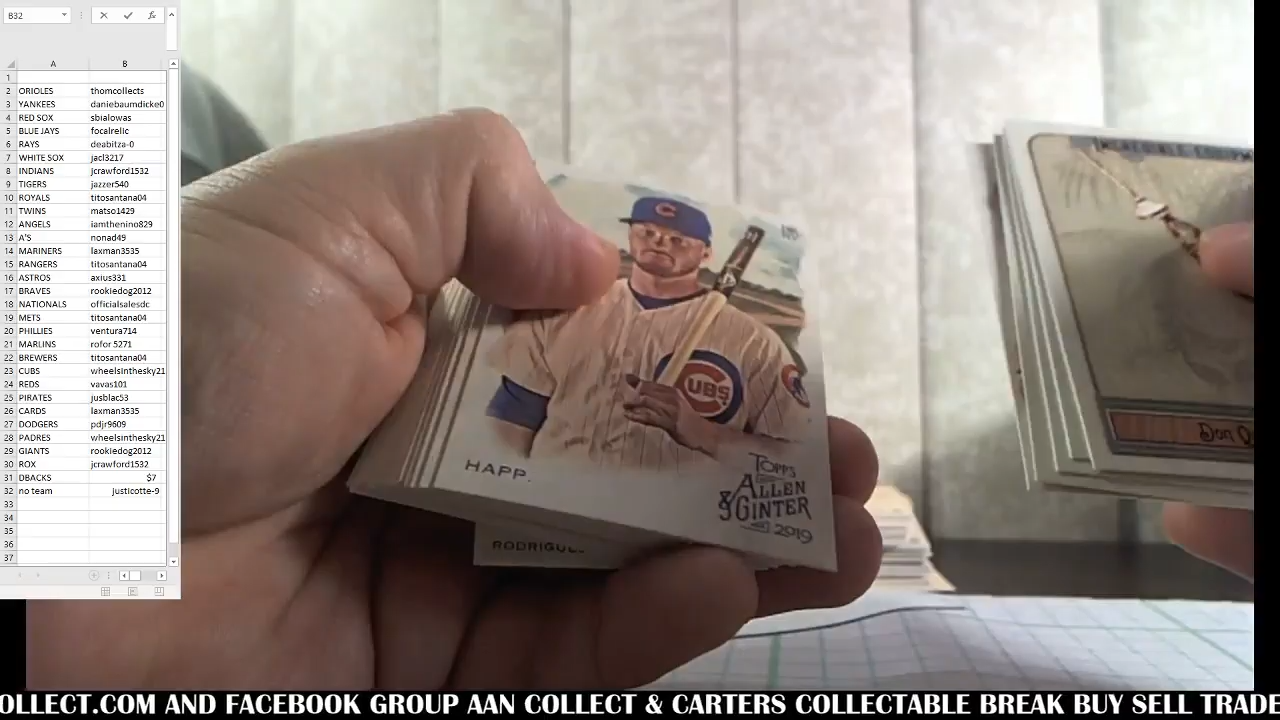 B32
fx
A B
1
2 ORIOLES thomcollects
3 YANKEES daniebaumdicke0
4 RED SOX sbialowas
5 BLUE JAYS focalrelic
6 RAYS deabitza-0
7 WHITE SOX jacl3217
8 INDIANS jcrawford1532
9 TIGERS jazzer540
10 ROYALS titosantana04
11 TWINS matso1429
12 ANGELS iamthenino829
13 A'S nonad49
14 MARINERS laxman3535
15 RANGERS titosantana04
16 ASTROS axius331
17 BRAVES rookiedog2012
18 NATIONALS officialsalesdc
19 METS titosantana04
20 PHILLIES ventura714
21 MARLINS rofor 5271
22 BREWERS titosantana04
23 CUBS wheelsinthesky21
24 REDS vavas101
25 PIRATES jusblac53
26 CARDS laxman3535
27 DODGERS pdjr9609
28 PADRES wheelsinthesky21
29 GIANTS rookiedog2012
30 ROX jcrawford1532
31 DBACKS $7
32 no team justicotte-9
33
34
35
36
37
C
CUBS
HAPP.
TOPPS
ALLEN
& GINTER
2019
Don
OLLECT.COM AND FACEBOOK GROUP AAN COLLECT & CARTERS COLLECTABLE BREAK BUY SELL TRADE